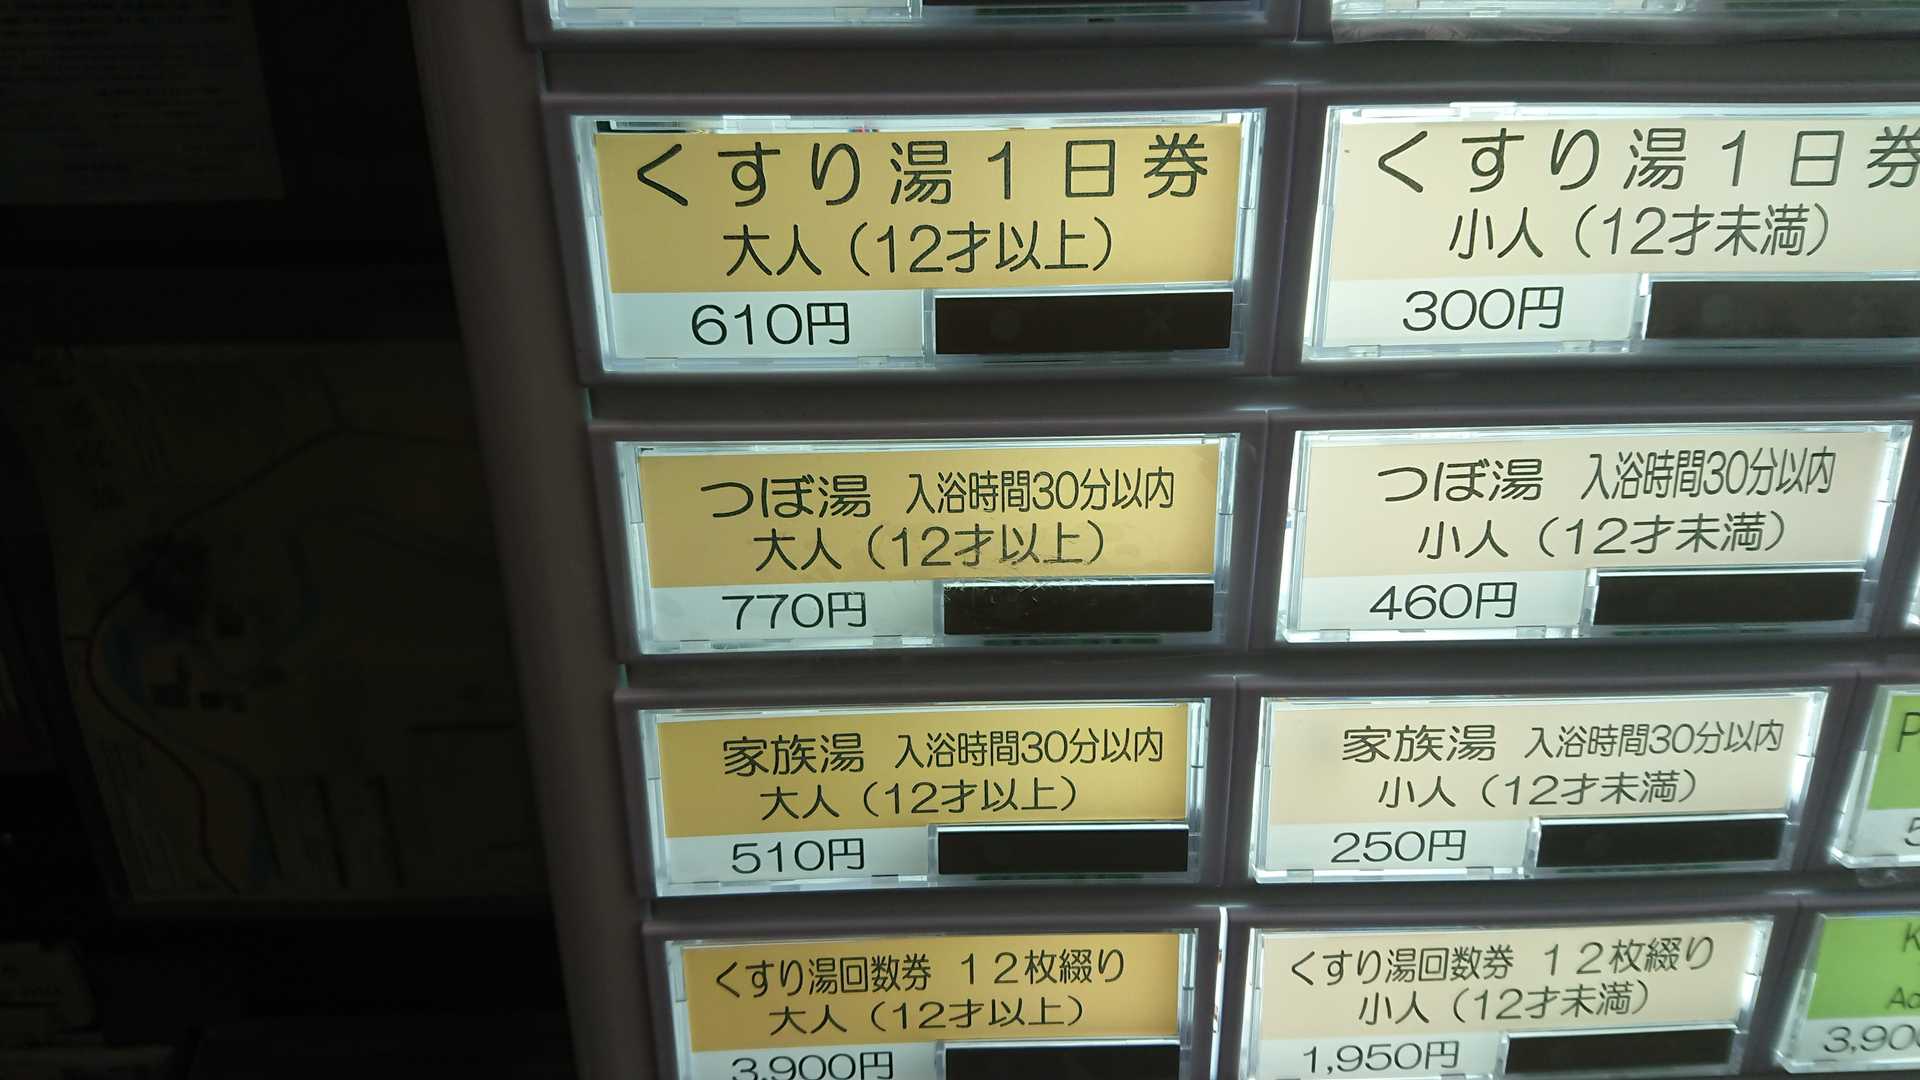 くすり湯１日券
大人（12才以上）
610円
くすり湯１日券
小人（12才未満）
300円
つぼ湯 入浴時間30分以内
大人（12才以上）
770円
つぼ湯 入浴時間30分以内
小人（12才未満）
460円
家族湯 入浴時間30分以内
大人（12才以上）
510円
家族湯 入浴時間30分以内
小人（12才未満）
250円
くすり湯回数券 １２枚綴り
大人（12才以上）
3,900円
くすり湯回数券 １２枚綴り
小人（12才未満）
1,950円